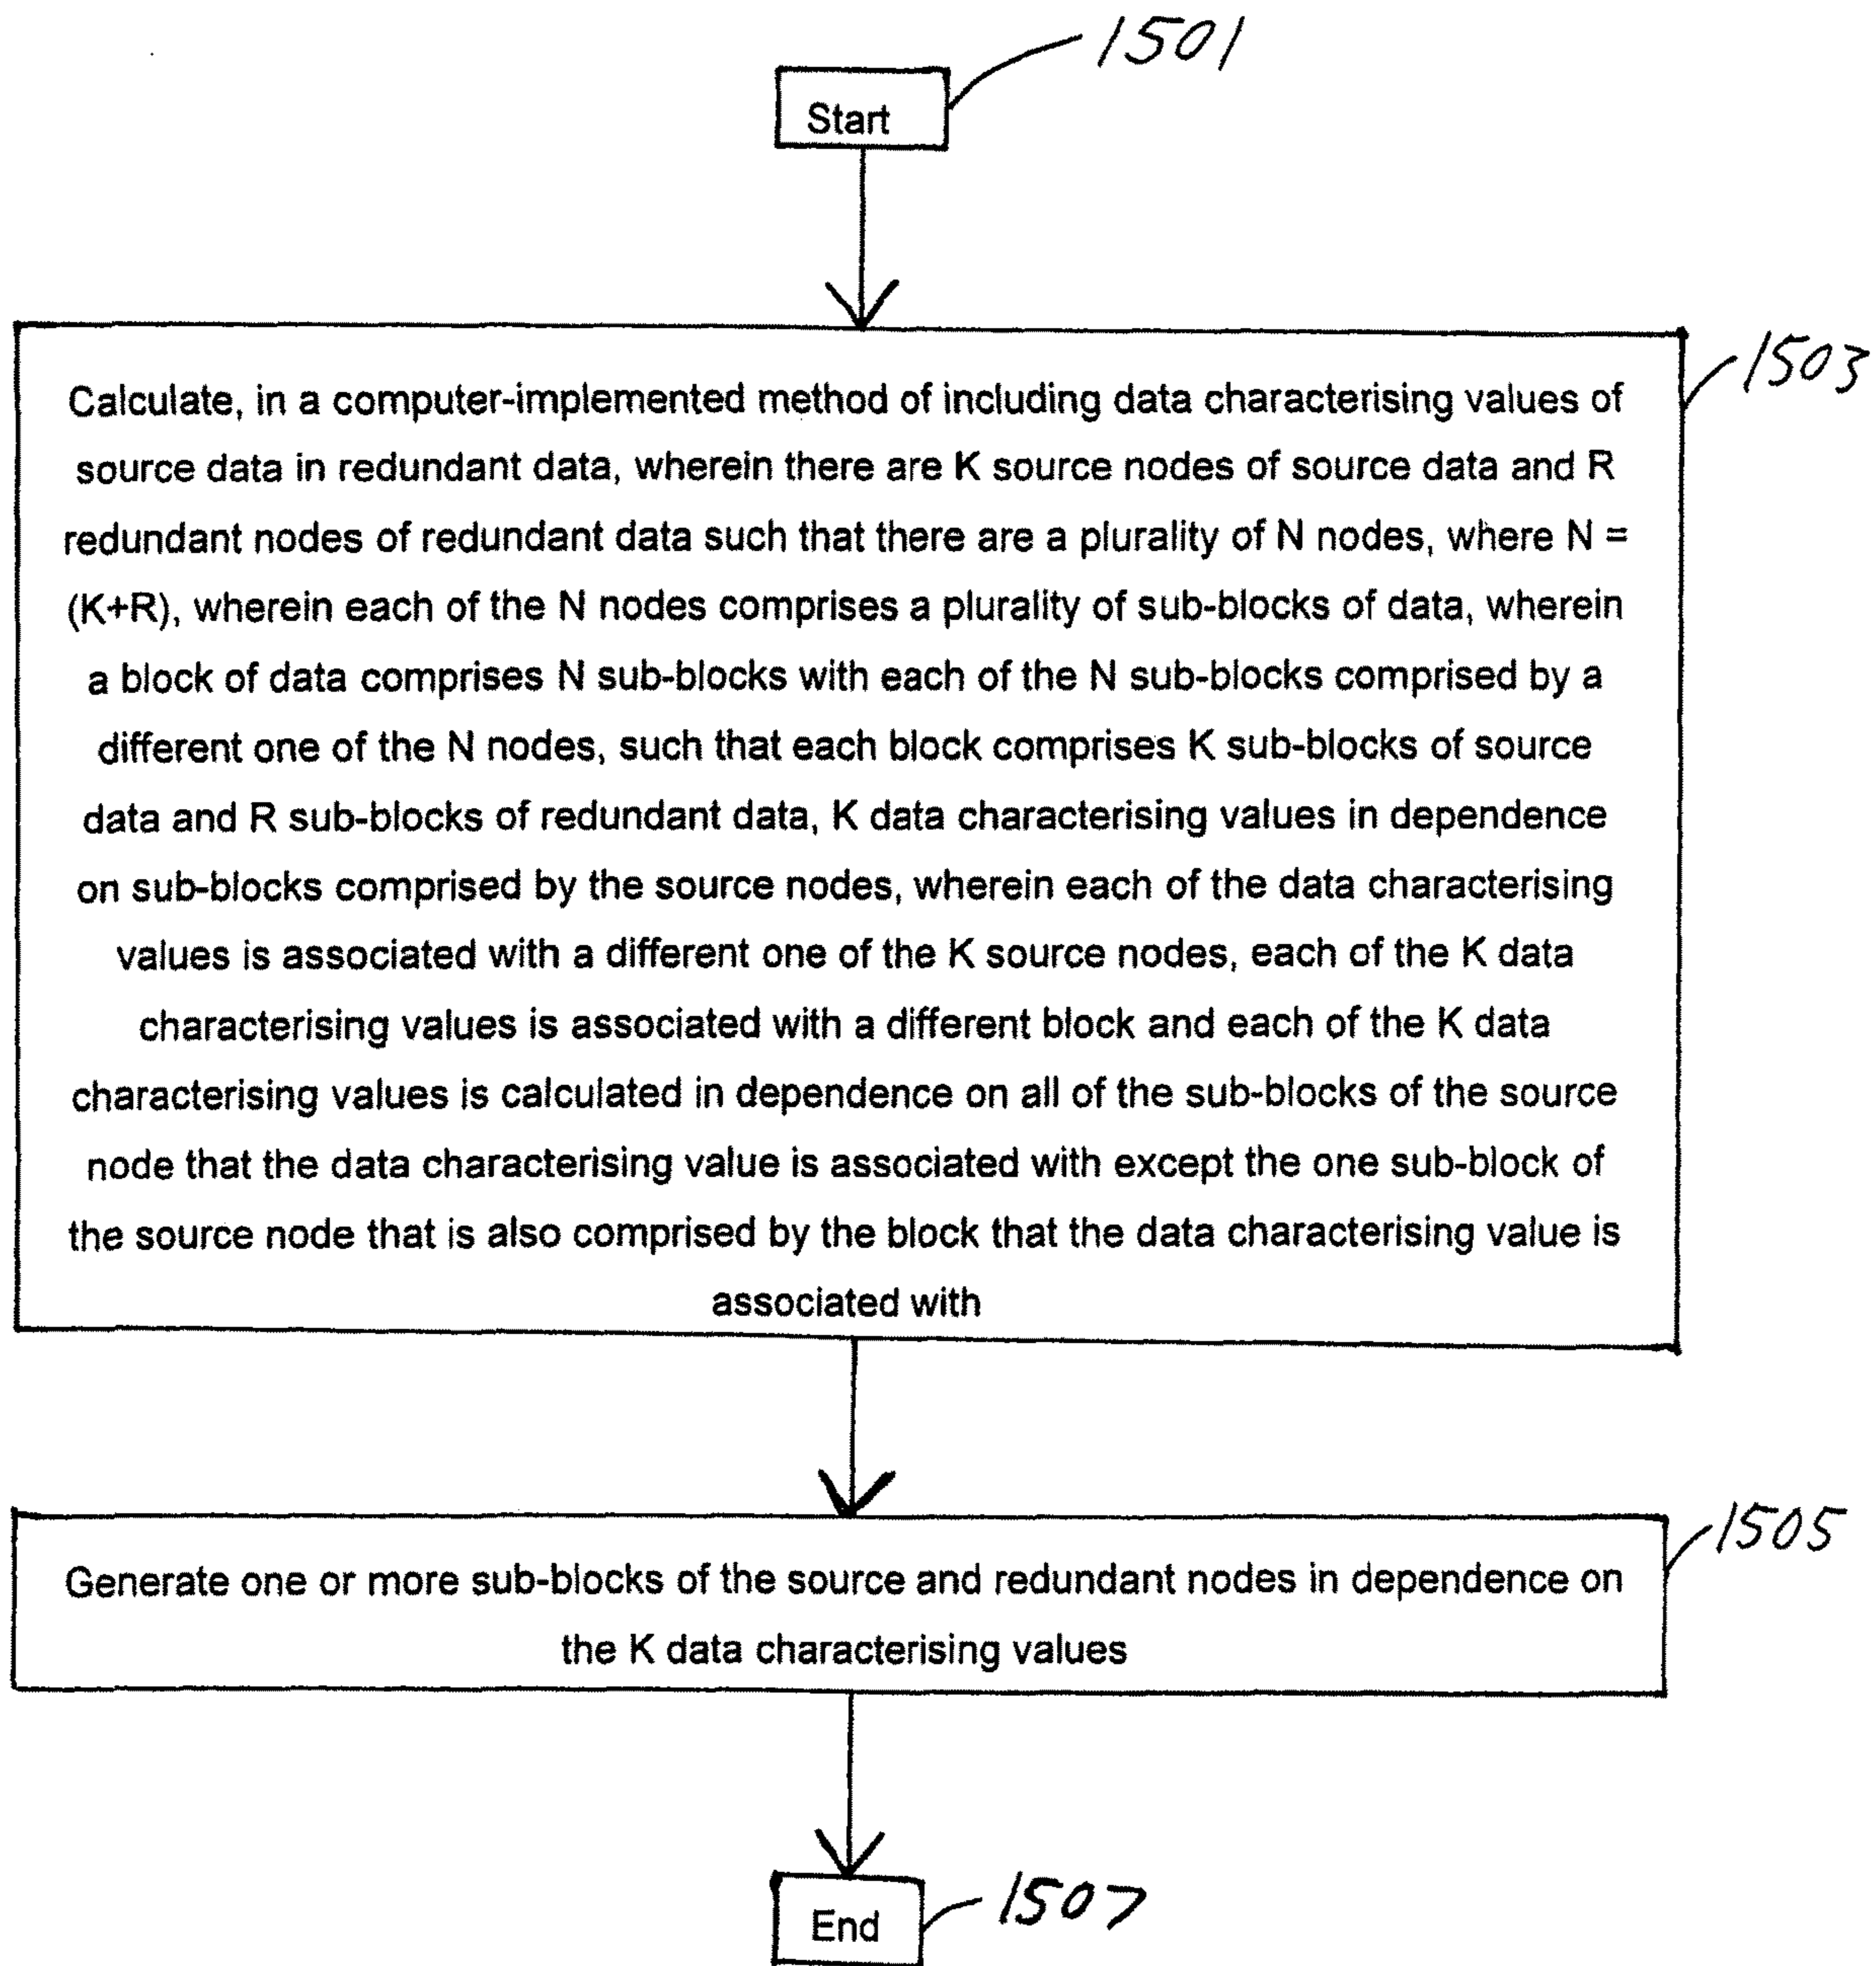 1501
Start
1503
Calculate, in a computer-implemented method of including data characterising values of
source data in redundant data, wherein there are K source nodes of source data and R
redundant nodes of redundant data such that there are a plurality of N nodes, where N =
(K+R), wherein each of the N nodes comprises a plurality of sub-blocks of data, wherein
a block of data comprises N sub-blocks with each of the N sub-blocks comprised by a
different one of the N nodes, such that each block comprises K sub-blocks of source
data and R sub-blocks of redundant data, K data characterising values in dependence
on sub-blocks comprised by the source nodes, wherein each of the data characterising
values is associated with a different one of the K source nodes, each of the K data
characterising values is associated with a different block and each of the K data
characterising values is calculated in dependence on all of the sub-blocks of the source
node that the data characterising value is associated with except the one sub-block of
the source node that is also comprised by the block that the data characterising value is
associated with
1505
Generate one or more sub-blocks of the source and redundant nodes in dependence on
the K data characterising values
End
1507